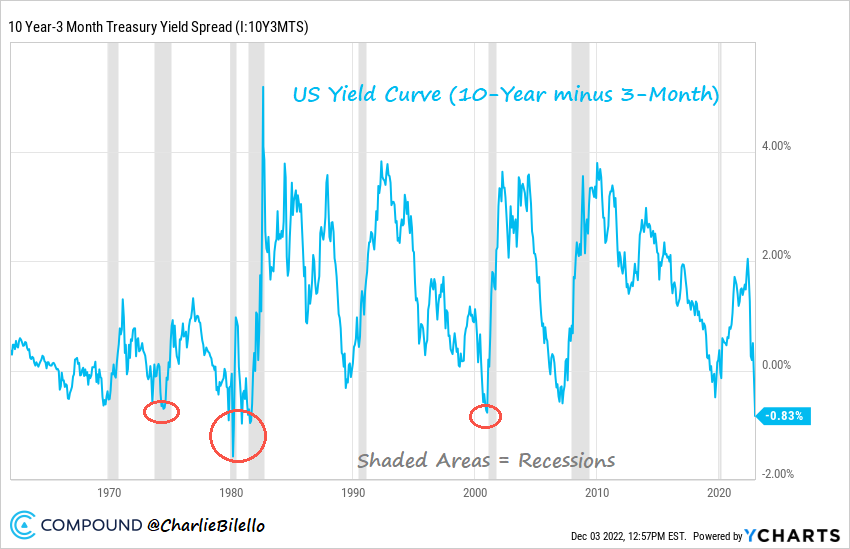 10 Year-3 Month Treasury Yield Spread (I:10Y3MTS)
US Yield Curve (10-Year minus 3-Month)
4.00%
2.00%
0.00%
-0.83%
Shaded Areas = Recessions
-2.00%
1970 1980 1990 2000 2010 2020
COMPOUND @CharlieBilello
Dec 03 2022, 12:57PM EST. Powered by YCHARTS